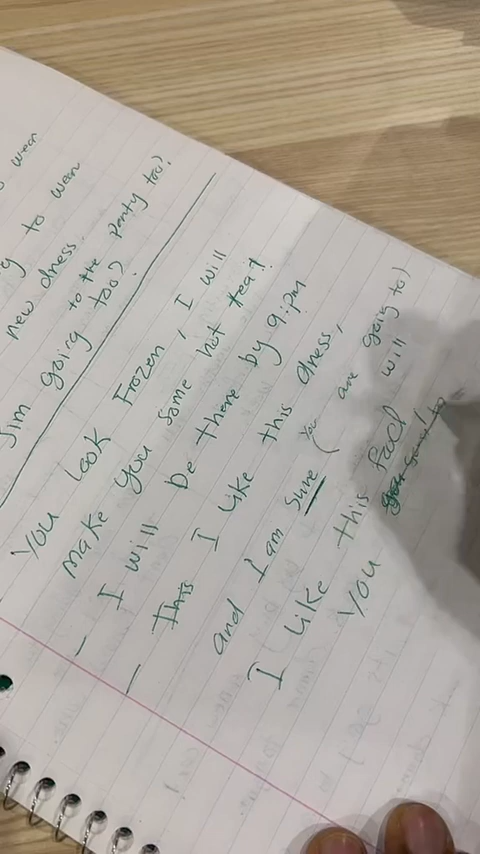 wear
to wear
new dress.
Jim going to the party too?
going too?
You look Frozen, I will
make you some hot tea!
- I will be there by 9:pm
- I like this dress,
and I am sure (you are going to)
I like this
you will